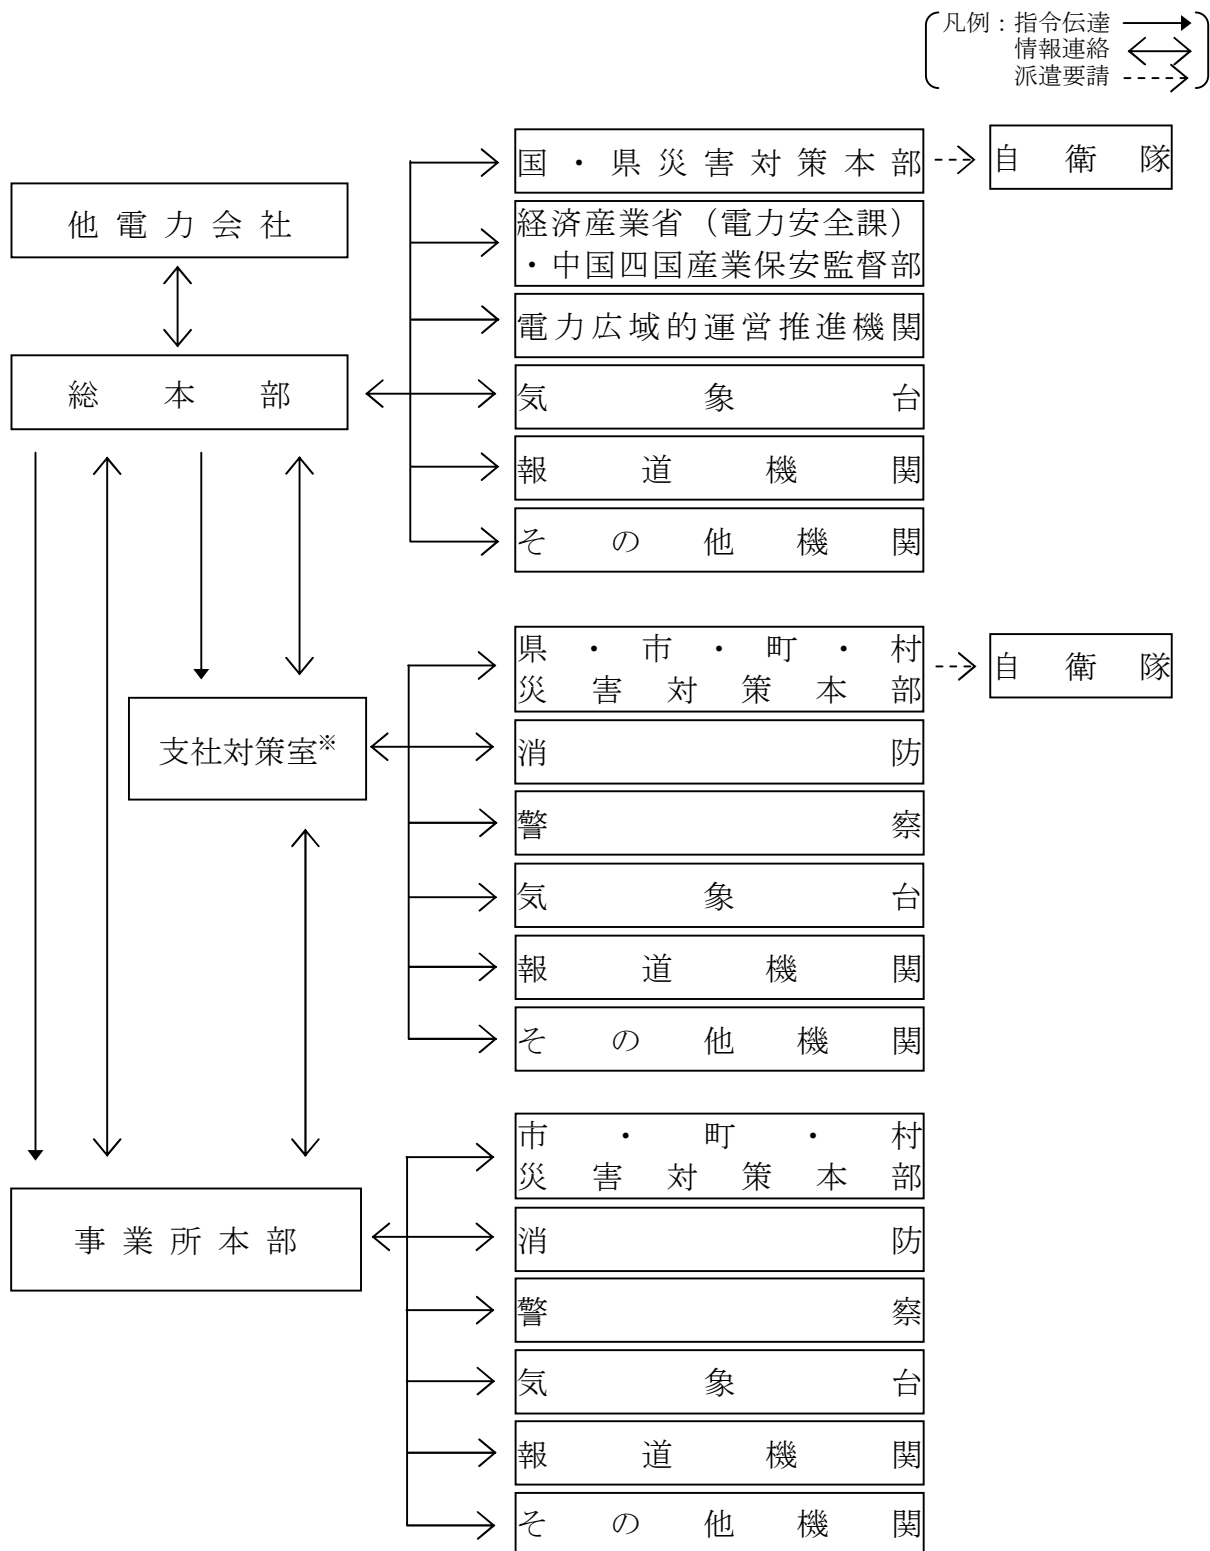 凡例：指令伝達
情報連絡
派遣要請
国・県災害対策本部
自衛隊
他電力会社
経済産業省（電力安全課）
・中国四国産業保安監督部
電力広域的運営推進機関
総本部
気象台
報道機関
その他機関
県・市・町・村
災害対策本部
自衛隊
支社対策室※
消防
警察
気象台
報道機関
その他機関
市・町・村
災害対策本部
事業所本部
消防
警察
気象台
報道機関
その他機関